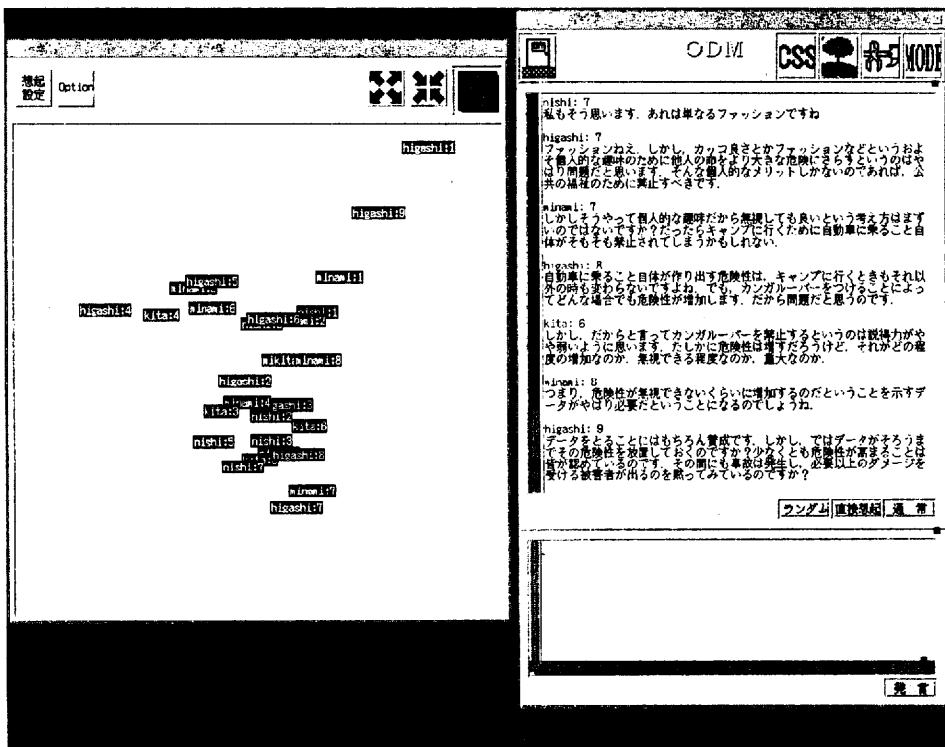 想起
設定
Option
higashi:1
higashi:9
minami:1
higashi:4
kita:4
minami:6
higashi:6
minami:8
higashi:2
minami:4
kita:3
nishi:2
kita:6
nishi:5
nishi:3
higashi:8
nishi:7
minami:7
higashi:7
ODM
CSS
MODE
nishi: 7
私もそう思います．あれは単なるファッションですね
higashi: 7
ファッションねえ．しかし，カッコ良さとかファッションなどというおよ
そ個人的な趣味のために他人の命をより大きな危険にさらすというのはや
はり問題だと思います．そんな個人的なメリットしかないのであれば，公
共の福祉のために禁止すべきです．
minami: 7
しかしそうやって個人的な趣味だから無視しても良いという考え方はまず
いのではないですか？だったらキャンプに行くために自動車に乗ること自
体がそもそも禁止されてしまうかもしれない．
higashi: 8
自動車に乗ること自体が作り出す危険性は，キャンプに行くときもそれ以
外の時も変わらないですよね．でも，カンガルーバーをつけることによっ
てどんな場合でも危険性が増加します．だから問題だと思うのです．
kita: 6
しかし，だからと言ってカンガルーバーを禁止するというのは説得力がや
や弱いように思います．たしかに危険性は増すだろうけど，それがどの程
度の増加なのか．無視できる程度なのか，重大なのか．
minami: 8
つまり，危険性が無視できないくらいに増加するのだということを示すデ
ータがやはり必要だということになるのでしょうね．
higashi: 9
データをとることにはもちろん賛成です．しかし，ではデータがそろうま
でその危険性を放置しておくのですか？少なくとも危険性が高まることは
皆が認めているのです．その間にも事故は発生し，必要以上のダメージを
受ける被害者が出るのを黙ってみているのですか？
ランダム 直接想起 通常
発言